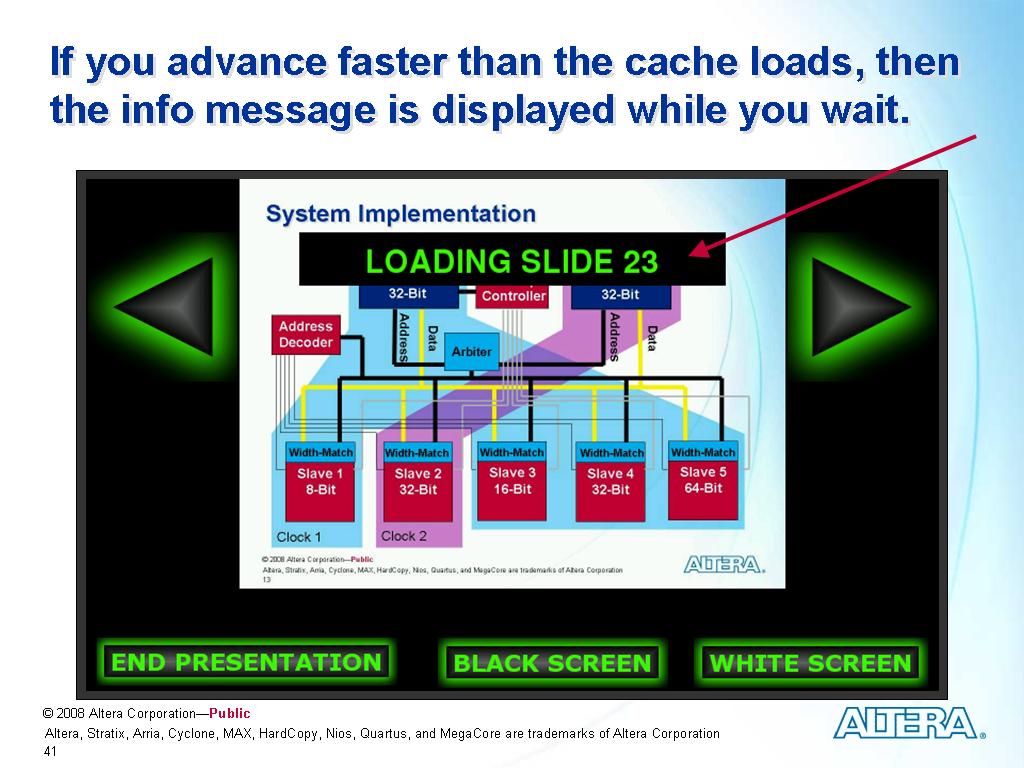 If you advance faster than the cache loads, then
the info message is displayed while you wait.
System Implementation
LOADING SLIDE 23
32-Bit
Controller
32-Bit
Address
Decoder
Address
Data
Arbiter
Address
Data
Width-Match
Width-Match
Width-Match
Width-Match
Width-Match
Slave 1
8-Bit
Slave 2
32-Bit
Slave 3
16-Bit
Slave 4
32-Bit
Slave 5
64-Bit
Clock 1
Clock 2
© 2008 Altera Corporation—Public
Altera, Stratix, Arria, Cyclone, MAX, HardCopy, Nios, Quartus, and MegaCore are trademarks of Altera Corporation
13
ALTERA.
END PRESENTATION
BLACK SCREEN
WHITE SCREEN
© 2008 Altera Corporation—Public
Altera, Stratix, Arria, Cyclone, MAX, HardCopy, Nios, Quartus, and MegaCore are trademarks of Altera Corporation
41
ALTERA®